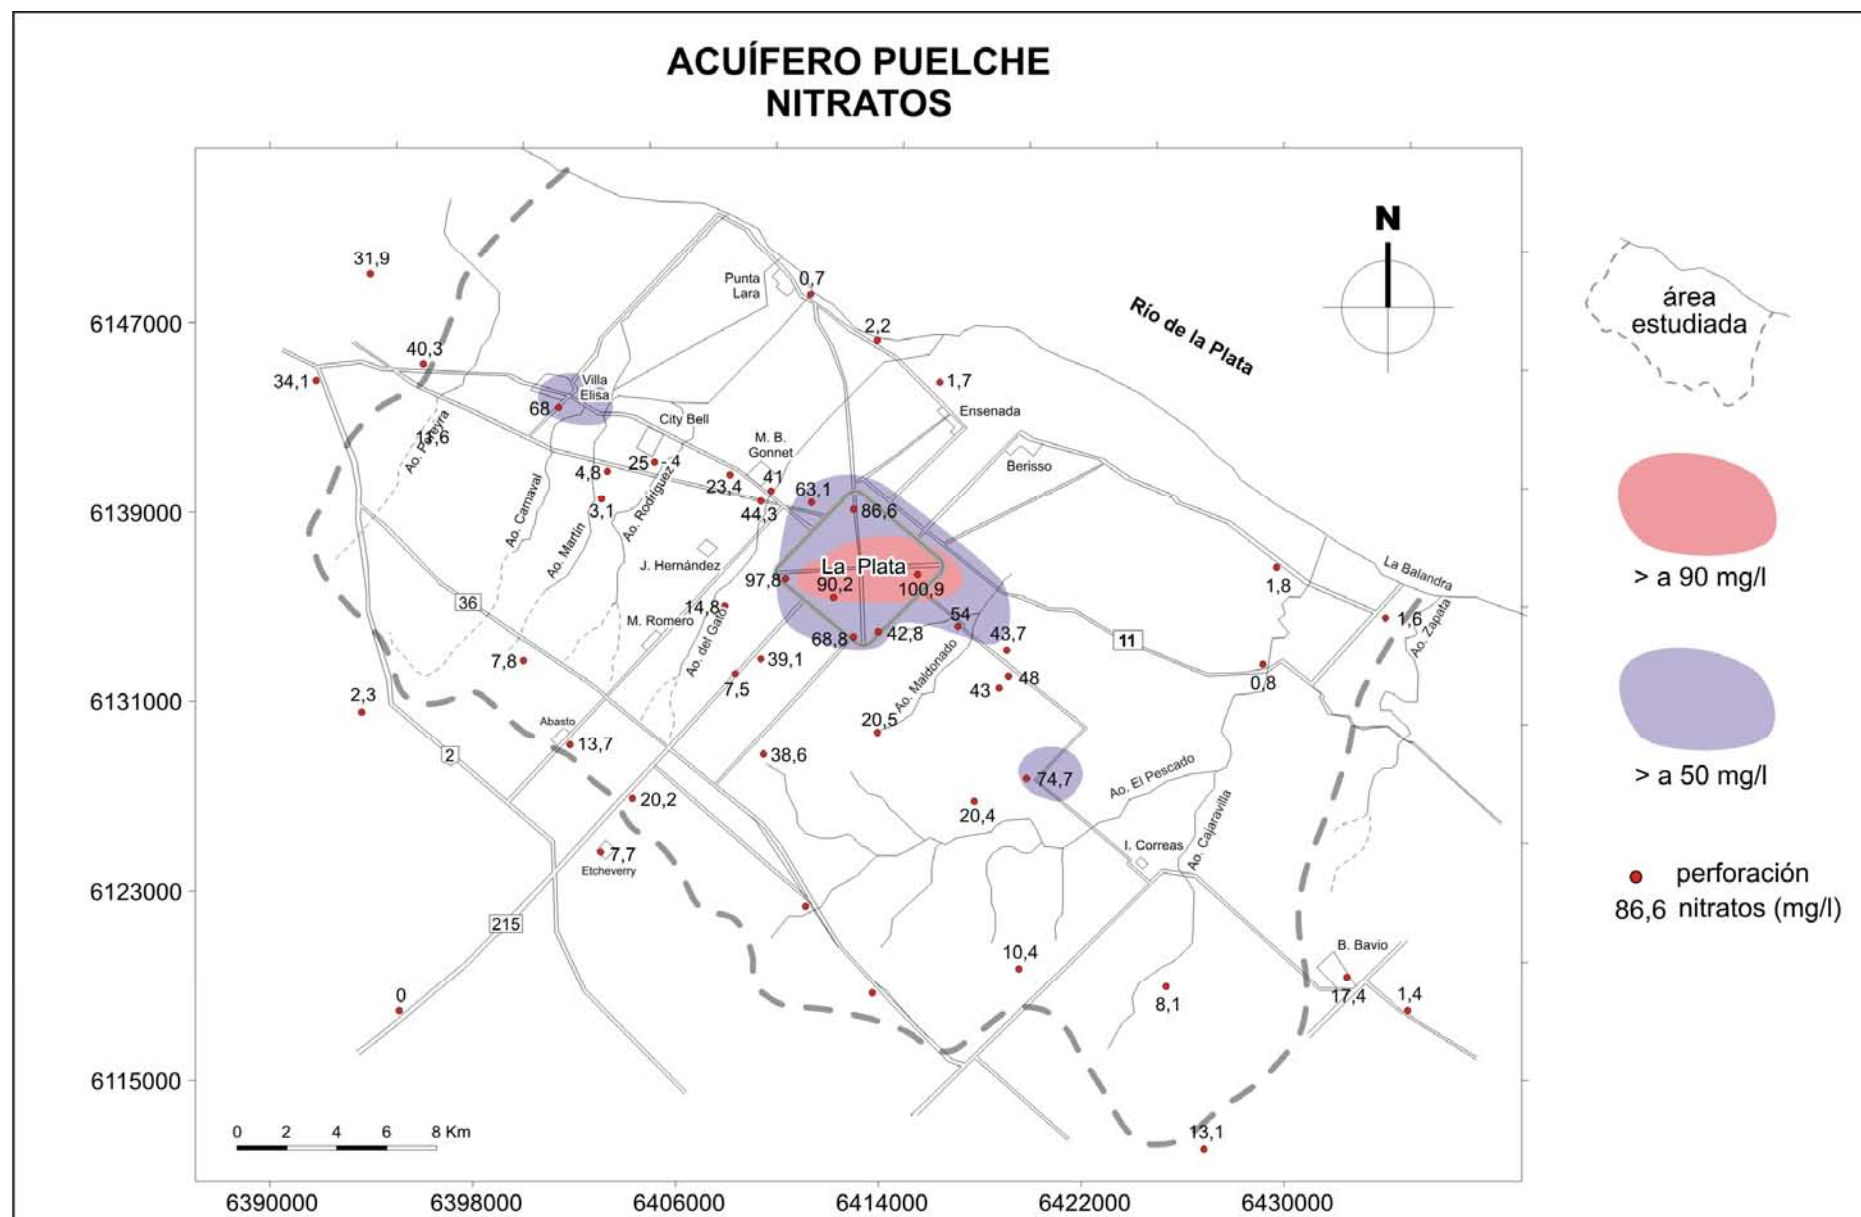 ACUÍFERO PUELCHE
NITRATOS
N
31,9
Punta
Lara
0,7
Río de la Plata
área
estudiada
6147000
2,2
40,3
34,1
1,7
Villa
Elisa
68
City Bell
Ensenada
M. B.
Gonnet
Berisso
Ao. Pereyra
25
4
4,8
23,4
41
63,1
86,6
3,1
44,3
6139000
Ao. Carnaval
Ao. Martín
Ao. Rodríguez
J. Hernández
La Plata
97,8
90,2
100,9
La Balandra
1,8
> a 90 mg/l
36
14,8
M. Romero
Ao. del Gato
68,8
42,8
54
43,7
11
1,6
Ao. Zapata
7,8
39,1
7,5
Ao. Maldonado
48
43
0,8
6131000
2,3
Abasto
13,7
20,5
2
38,6
74,7
Ao. El Pescado
> a 50 mg/l
20,2
20,4
Ao. Cajaravilla
I. Correas
7,7
Etcheverry
6123000
perforación
86,6 nitratos (mg/l)
215
B. Bavio
10,4
17,4
1,4
0
8,1
6115000
0 2 4 6 8 Km
13,1
6390000 6398000 6406000 6414000 6422000 6430000